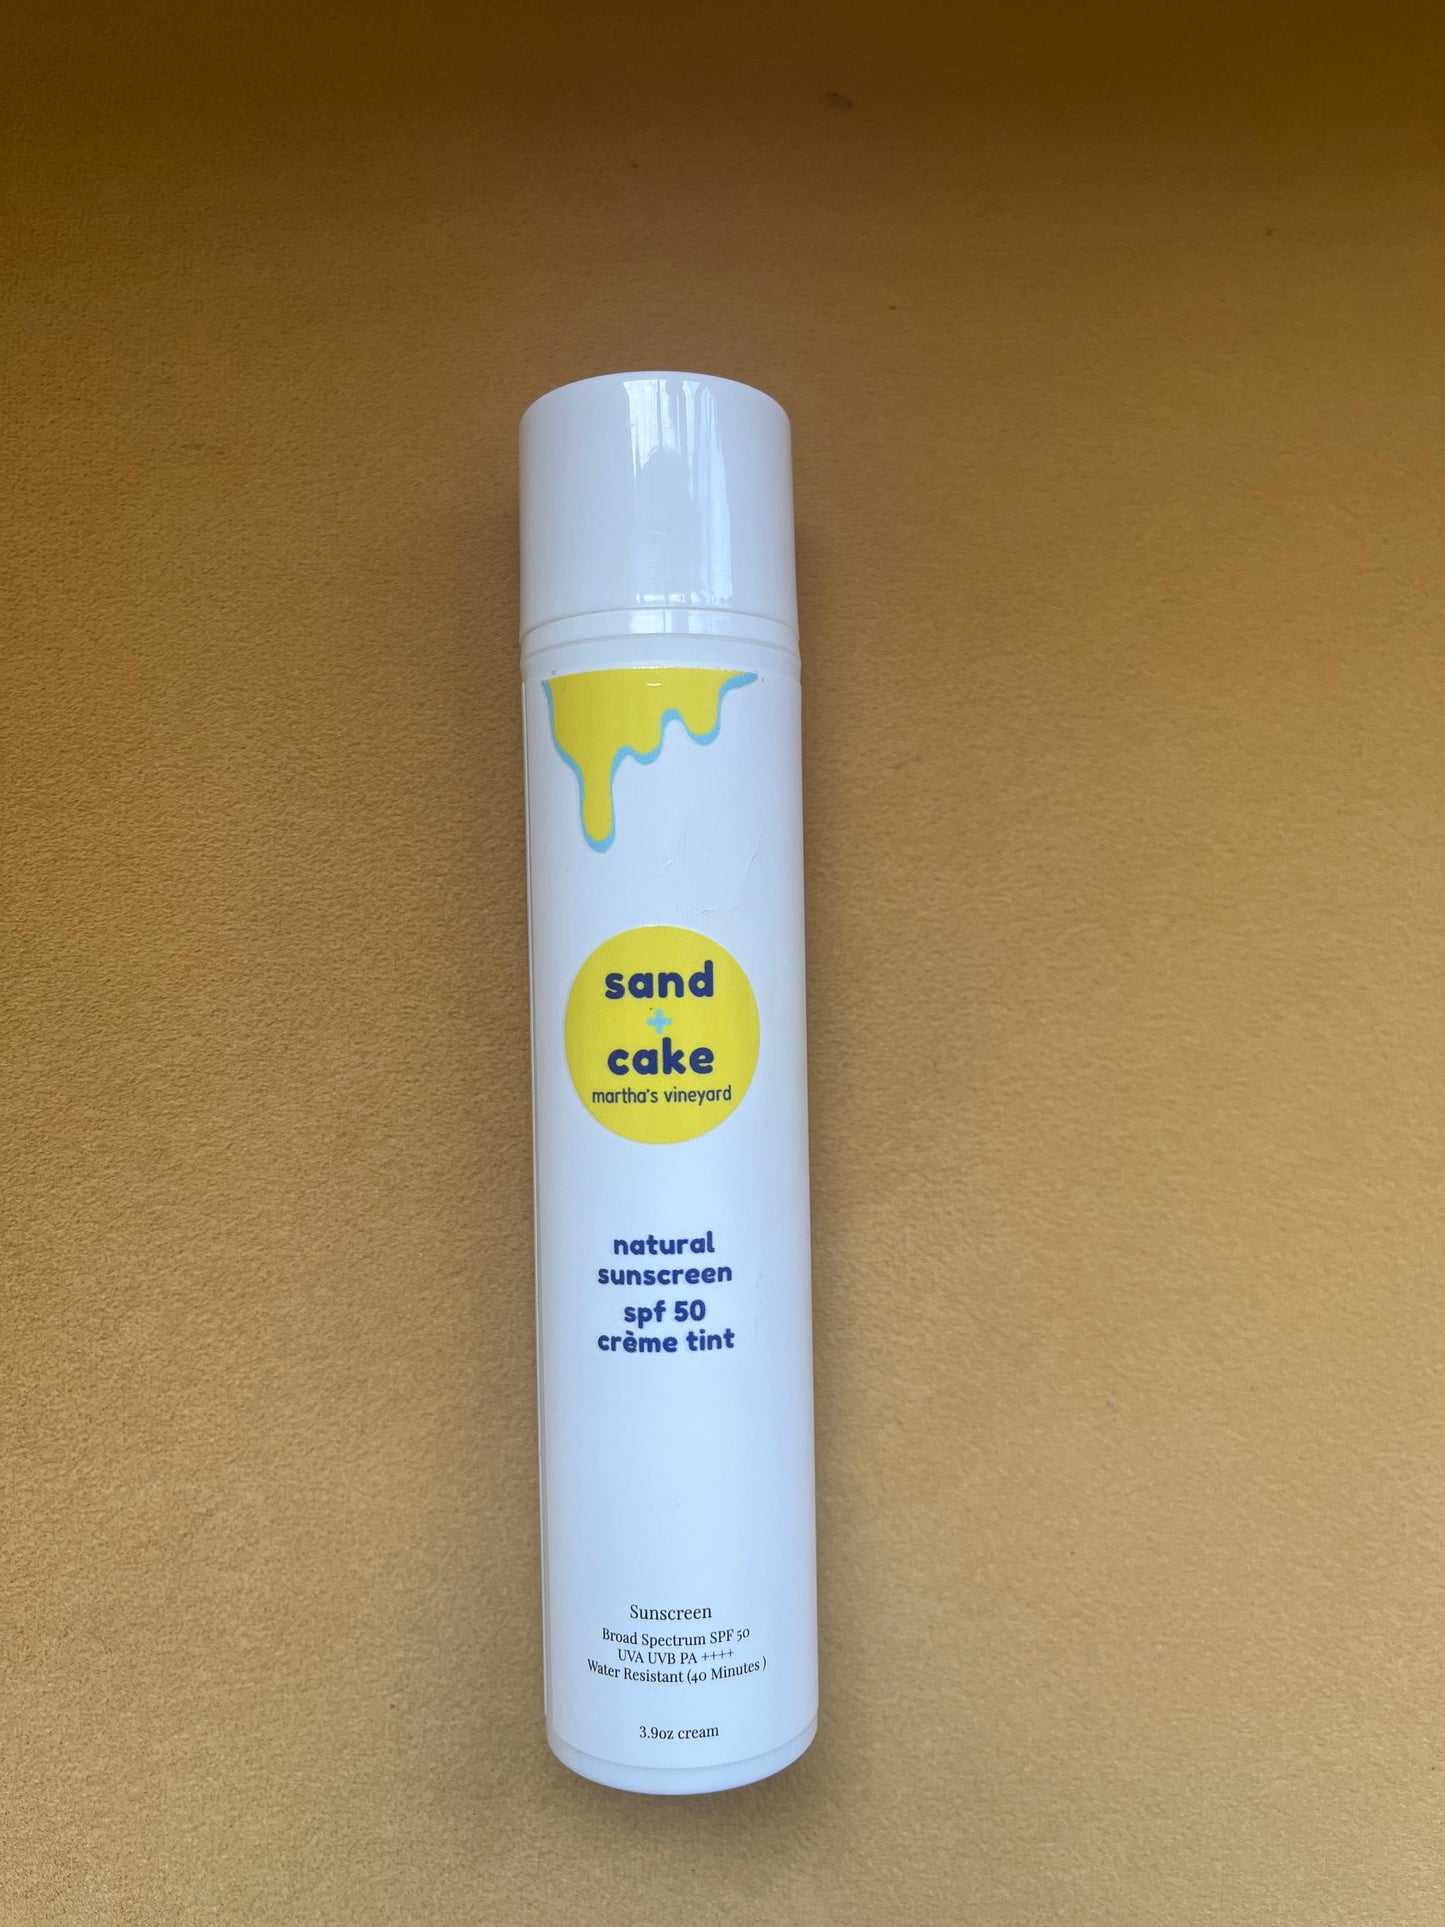 sand
+
cake
martha's vineyard
natural
sunscreen
spf 50
crème tint
Sunscreen
Broad Spectrum SPF 50
UVA UVB PA ++++
Water Resistant (40 Minutes )
3.9oz cream